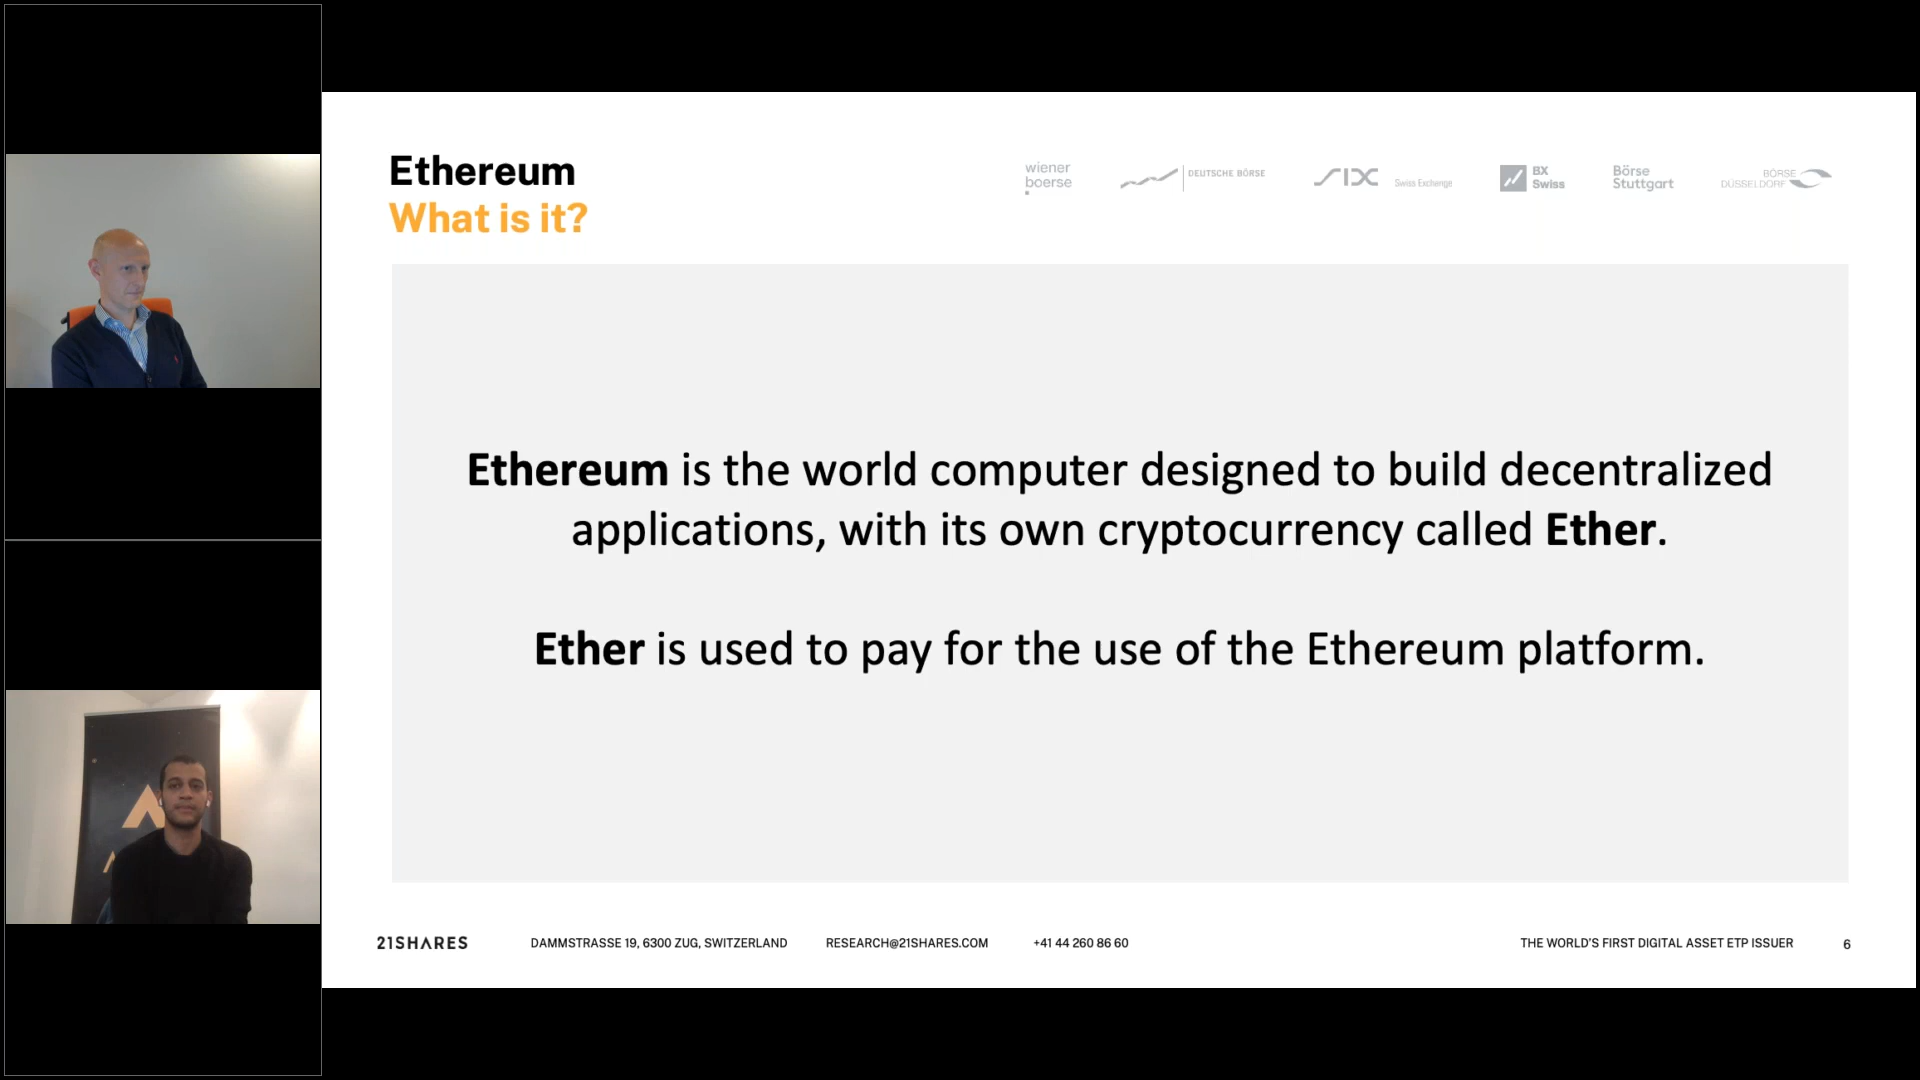 Ethereum
What is it?
wiener
boerse
DEUTSCHE BÖRSE
SIX
Swiss Exchange
BX
Swiss
Börse
Stuttgart
BÖRSE
DÜSSELDORF
Ethereum is the world computer designed to build decentralized
applications, with its own cryptocurrency called Ether.
Ether is used to pay for the use of the Ethereum platform.
21SHARES
DAMMSTRASSE 19, 6300 ZUG, SWITZERLAND
RESEARCH@21SHARES.COM
+41 44 260 86 60
THE WORLD'S FIRST DIGITAL ASSET ETP ISSUER
6